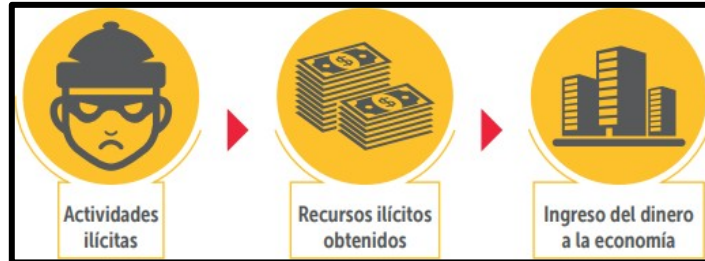 Actividades
ilícitas
Recursos ilícitos
obtenidos
Ingreso del dinero
a la economía